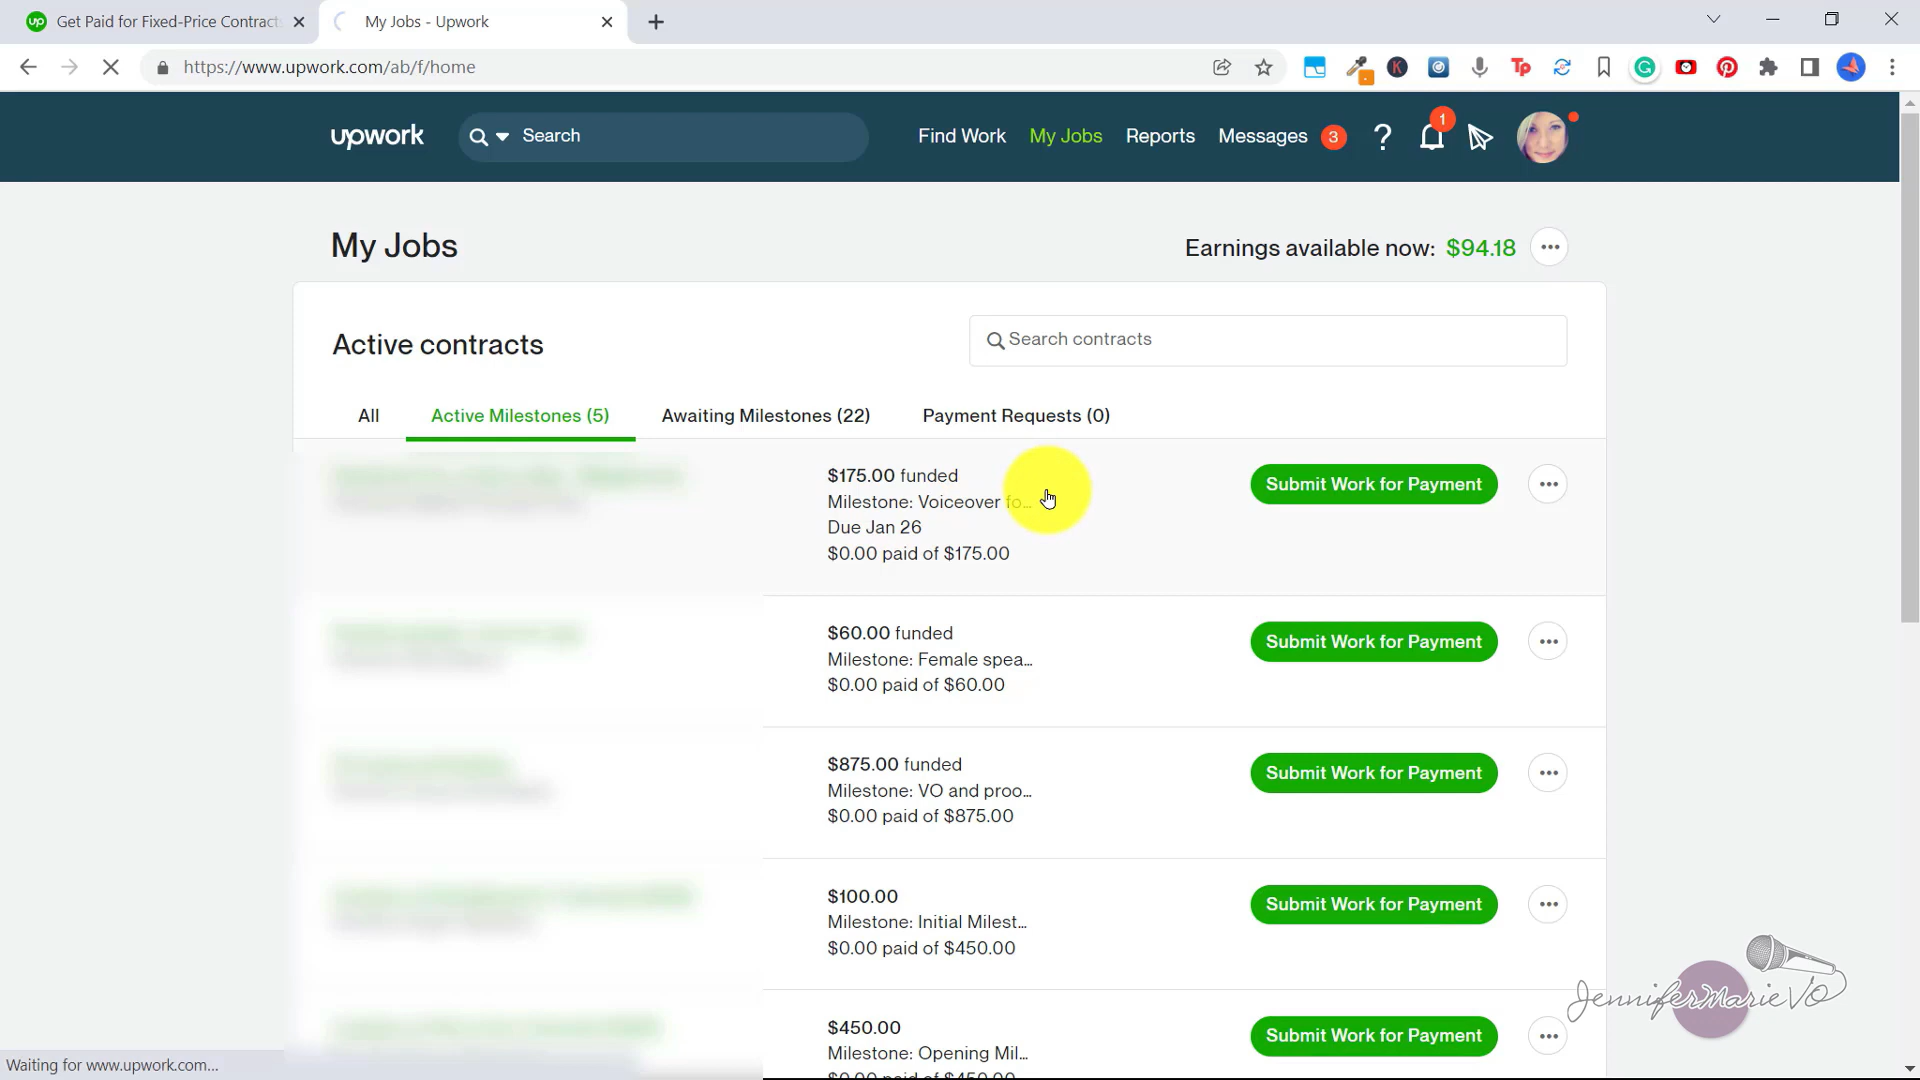 Get Paid for Fixed-Price Contract
My Jobs - Upwork
https://www.upwork.com/ab/f/home
upwork
Search
Find Work
My Jobs
Reports
Messages
3
?
1
My Jobs
Earnings available now: $94.18
Active contracts
Search contracts
All
Active Milestones (5)
Awaiting Milestones (22)
Payment Requests (0)
$175.00 funded
Milestone: Voiceover fo...
Due Jan 26
$0.00 paid of $175.00
Submit Work for Payment
$60.00 funded
Milestone: Female spea...
$0.00 paid of $60.00
Submit Work for Payment
$875.00 funded
Milestone: VO and proo...
$0.00 paid of $875.00
Submit Work for Payment
$100.00
Milestone: Initial Milest...
$0.00 paid of $450.00
Submit Work for Payment
$450.00
Milestone: Opening Mil...
$0.00 paid of $450.00
Submit Work for Payment
JenniferMarieVO
Waiting for www.upwork.com...